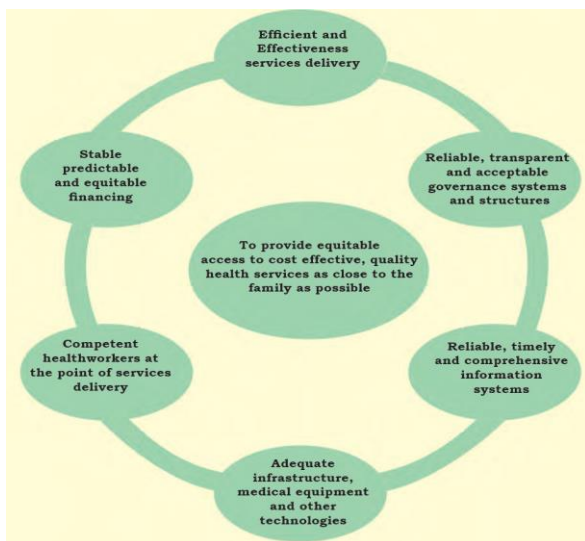 Efficient and
Effectiveness
services delivery
Stable
predictable
and equitable
financing
Reliable, transparent
and acceptable
governance systems
and structures
To provide equitable
access to cost effective, quality
health services as close to the
family as possible
Competent
healthworkers at
the point of services
delivery
Reliable, timely
and comprehensive
information
systems
Adequate
infrastructure,
medical equipment
and other
technologies